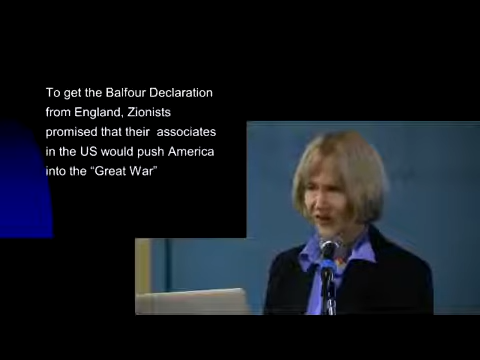 To get the Balfour Declaration
from England, Zionists
promised that their  associates
in the US would push America
into the “Great War”